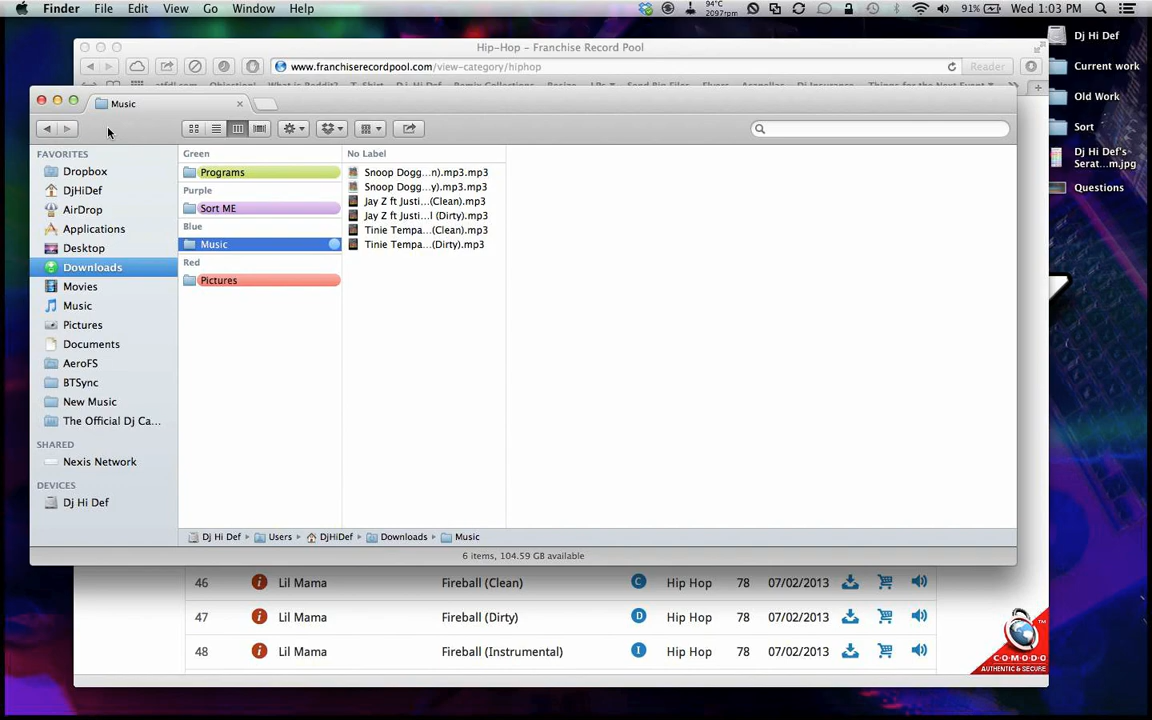 Finder File Edit View Go Window Help
94°C
2097rpm
91% Wed 1:03 PM
Hip-Hop – Franchise Record Pool
www.franchiserecordpool.com/view-category/hiphop
Reader
Music
FAVORITES
Dropbox
DjHiDef
AirDrop
Applications
Desktop
Downloads
Movies
Music
Pictures
Documents
AeroFS
BTSync
New Music
The Official Dj Ca...
SHARED
Nexis Network
DEVICES
Dj Hi Def
Green
Programs
Purple
Sort ME
Blue
Music
Red
Pictures
No Label
Snoop Dogg...n).mp3.mp3
Snoop Dogg...y).mp3.mp3
Jay Z ft Justi...(Clean).mp3
Jay Z ft Justi...l (Dirty).mp3
Tinie Tempa...(Clean).mp3
Tinie Tempa...(Dirty).mp3
Dj Hi Def Users DjHiDef Downloads Music
6 items, 104.59 GB available
46 i Lil Mama Fireball (Clean) C Hip Hop 78 07/02/2013
47 i Lil Mama Fireball (Dirty) D Hip Hop 78 07/02/2013
48 i Lil Mama Fireball (Instrumental) I Hip Hop 78 07/02/2013
TM
COMODO
AUTHENTIC & SECURE
Dj Hi Def
Current work
Old Work
Sort
Dj Hi Def's
Serat...m.jpg
Questions